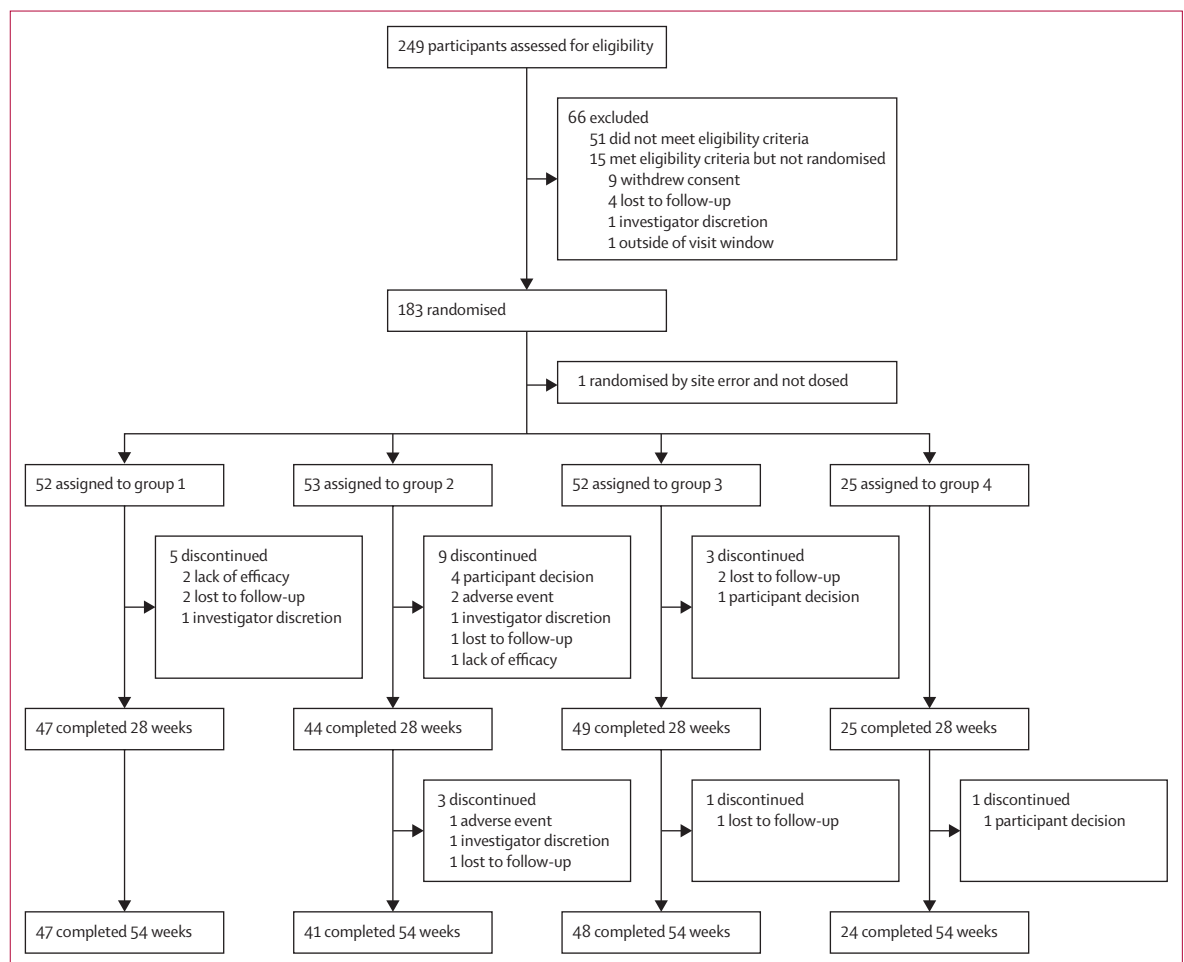 249 participants assessed for eligibility
66 excluded
51 did not meet eligibility criteria
15 met eligibility criteria but not randomised
9 withdrew consent
4 lost to follow-up
1 investigator discretion
1 outside of visit window
183 randomised
1 randomised by site error and not dosed
52 assigned to group 1
53 assigned to group 2
52 assigned to group 3
25 assigned to group 4
5 discontinued
2 lack of efficacy
2 lost to follow-up
1 investigator discretion
9 discontinued
4 participant decision
2 adverse event
1 investigator discretion
1 lost to follow-up
1 lack of efficacy
3 discontinued
2 lost to follow-up
1 participant decision
47 completed 28 weeks
44 completed 28 weeks
49 completed 28 weeks
25 completed 28 weeks
3 discontinued
1 adverse event
1 investigator discretion
1 lost to follow-up
1 discontinued
1 lost to follow-up
1 discontinued
1 participant decision
47 completed 54 weeks
41 completed 54 weeks
48 completed 54 weeks
24 completed 54 weeks